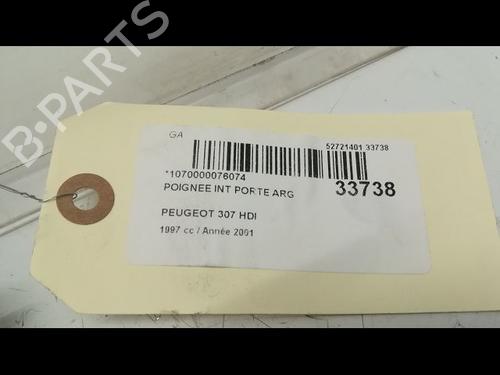 B-PARTS
GA
52721401 33738
*1070000076074
POIGNEE INT PORTE ARG
33738
PEUGEOT 307 HDI
1997 cc / Année 2001